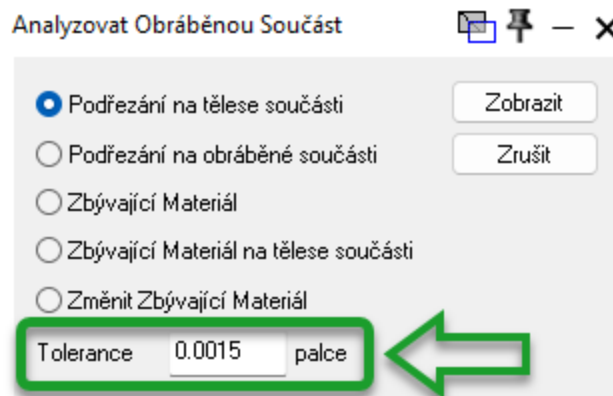 Analyzovat Obráběnou Součást
Podřezání na tělese součásti
Zobrazit
Podřezání na obráběné součásti
Zrušit
Zbývající Materiál
Zbývající Materiál na tělese součásti
Změnit Zbývající Materiál
Tolerance 0.0015 palce